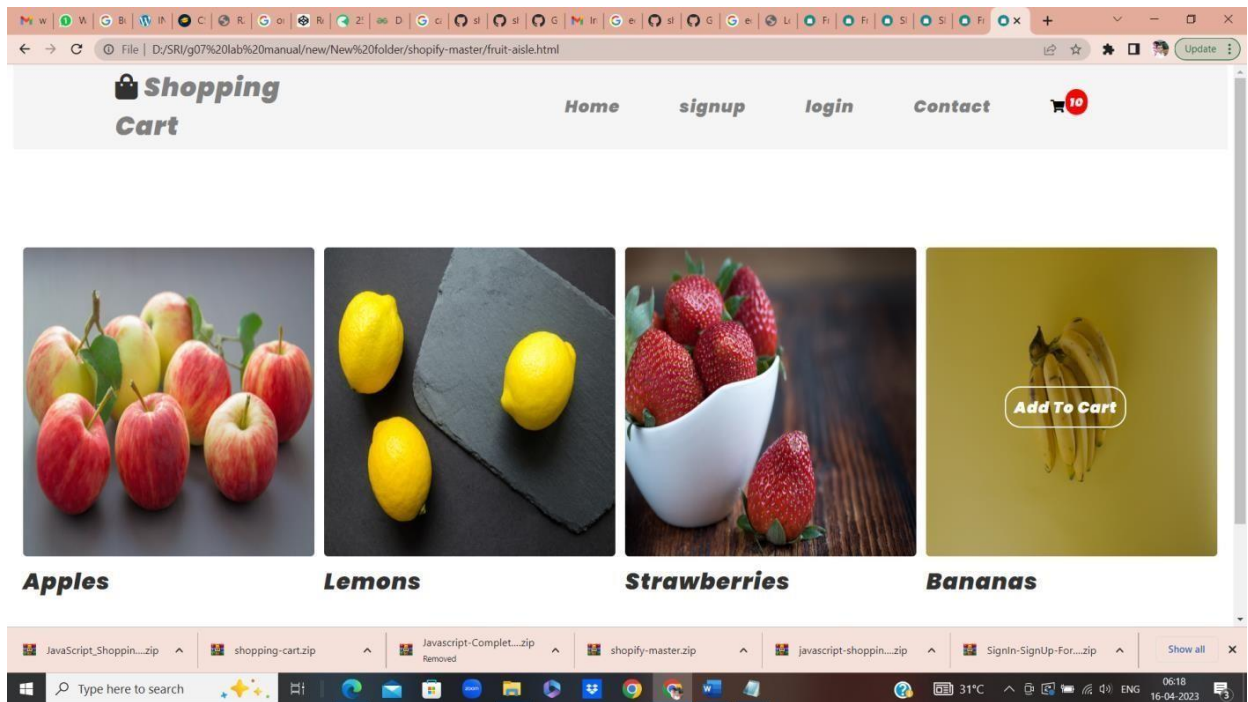 File | D:/SRI/g07%20lab%20manual/new/New%20folder/shopify-master/fruit-aisle.html
Update
Shopping
Cart
Home signup login Contact 10
Add To Cart
Apples Lemons Strawberries Bananas
JavaScript_Shoppin....zip shopping-cart.zip Javascript-Complet....zip shopify-master.zip javascript-shoppin....zip SignIn-SignUp-For....zip Show all
Removed
Type here to search 31°C ENG 06:18
16-04-2023
3